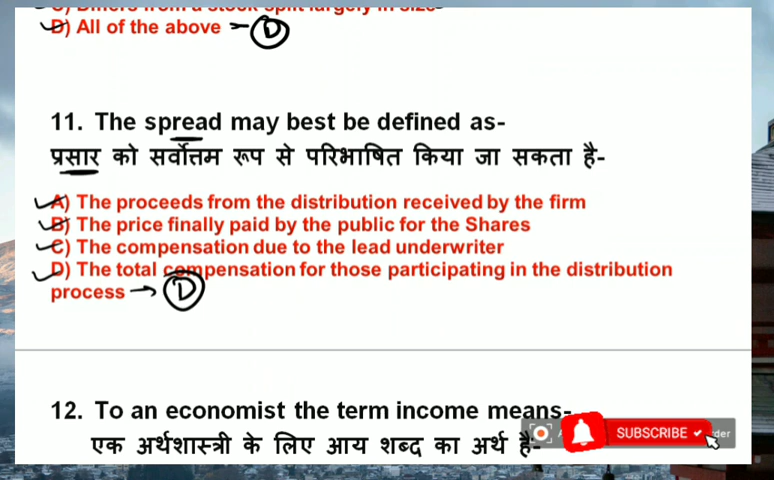 D) All of the above D
11. The spread may best be defined as-
प्रसार को सर्वोत्तम रूप से परिभाषित किया जा सकता है-
A) The proceeds from the distribution received by the firm
B) The price finally paid by the public for the Shares
C) The compensation due to the lead underwriter
D) The total compensation for those participating in the distribution
process D
12. To an economist the term income means-
एक अर्थशास्त्री के लिए आय शब्द का अर्थ है-
SUBSCRIBE